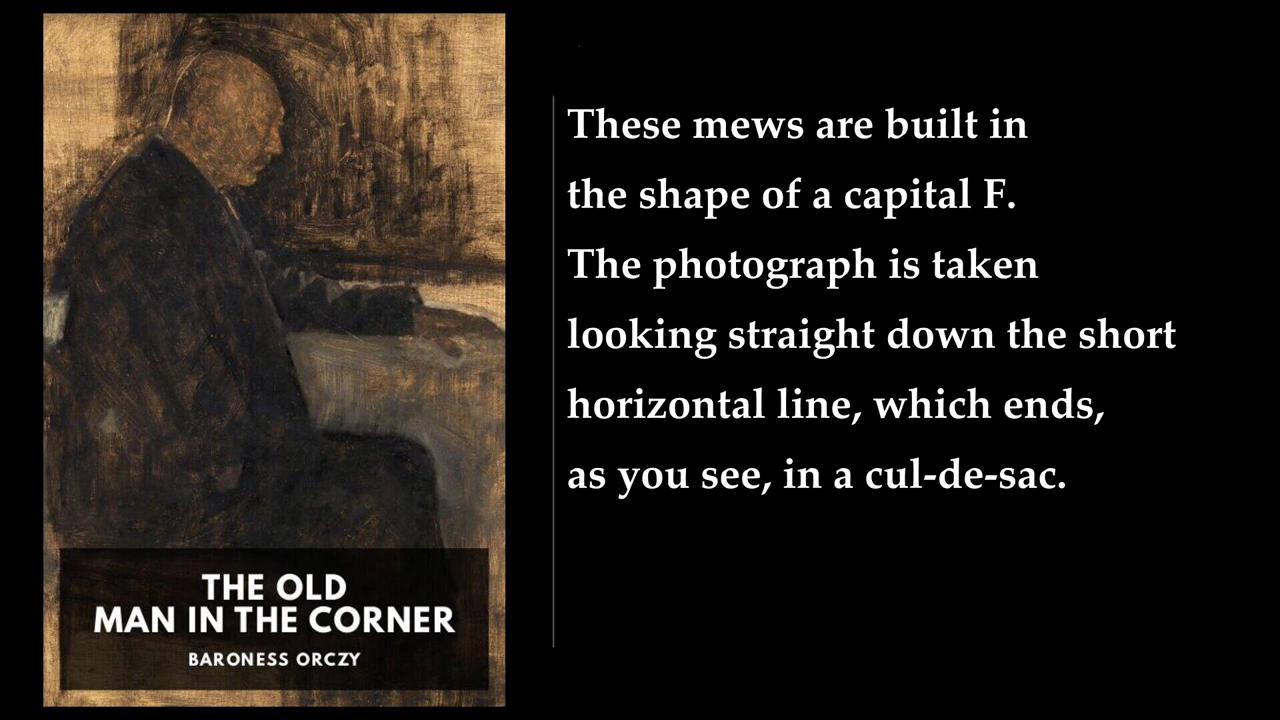 These mews are built in
the shape of a capital F.
The photograph is taken
looking straight down the short
horizontal line, which ends,
as you see, in a cul-de-sac.
THE OLD
MAN IN THE CORNER
BARONESS ORCZY